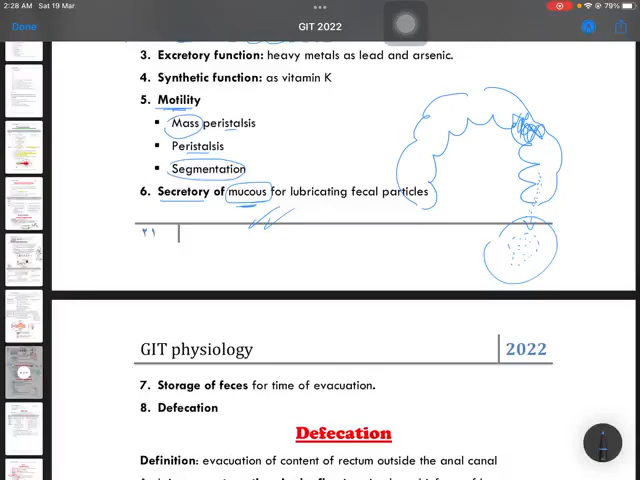 2:28 AM Sat 19 Mar
79%
Done
GIT 2022
3. Excretory function: heavy metals as lead and arsenic.
4. Synthetic function: as vitamin K
5. Motility
▪ Mass peristalsis
▪ Peristalsis
▪ Segmentation
6. Secretory of mucous for lubricating fecal particles
٢١
GIT physiology
2022
7. Storage of feces for time of evacuation.
8. Defecation
Defecation
Definition: evacuation of content of rectum outside the anal canal